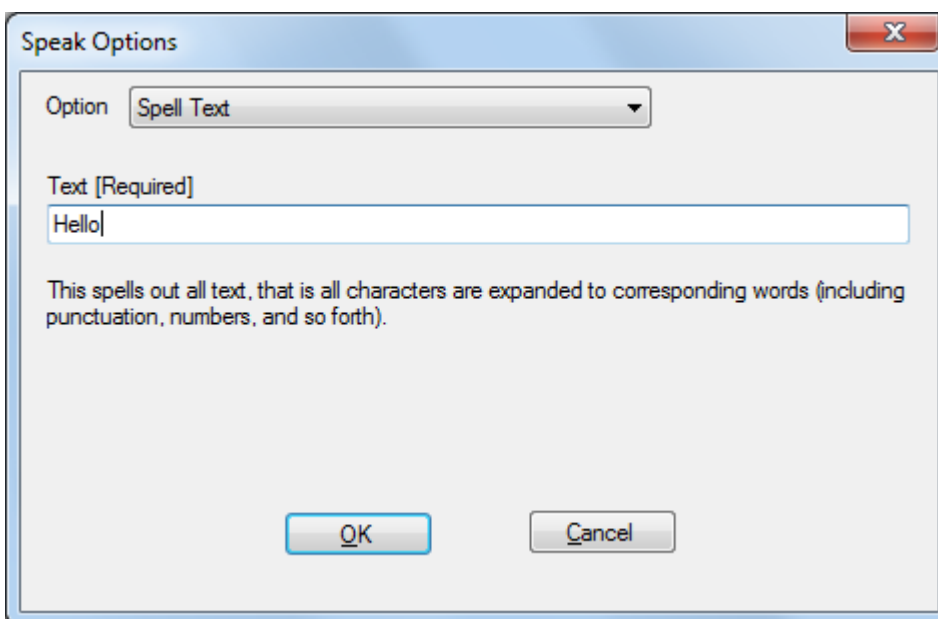 Speak Options
Option Spell Text
Text [Required]
Hello
This spells out all text, that is all characters are expanded to corresponding words (including
punctuation, numbers, and so forth).
OK Cancel